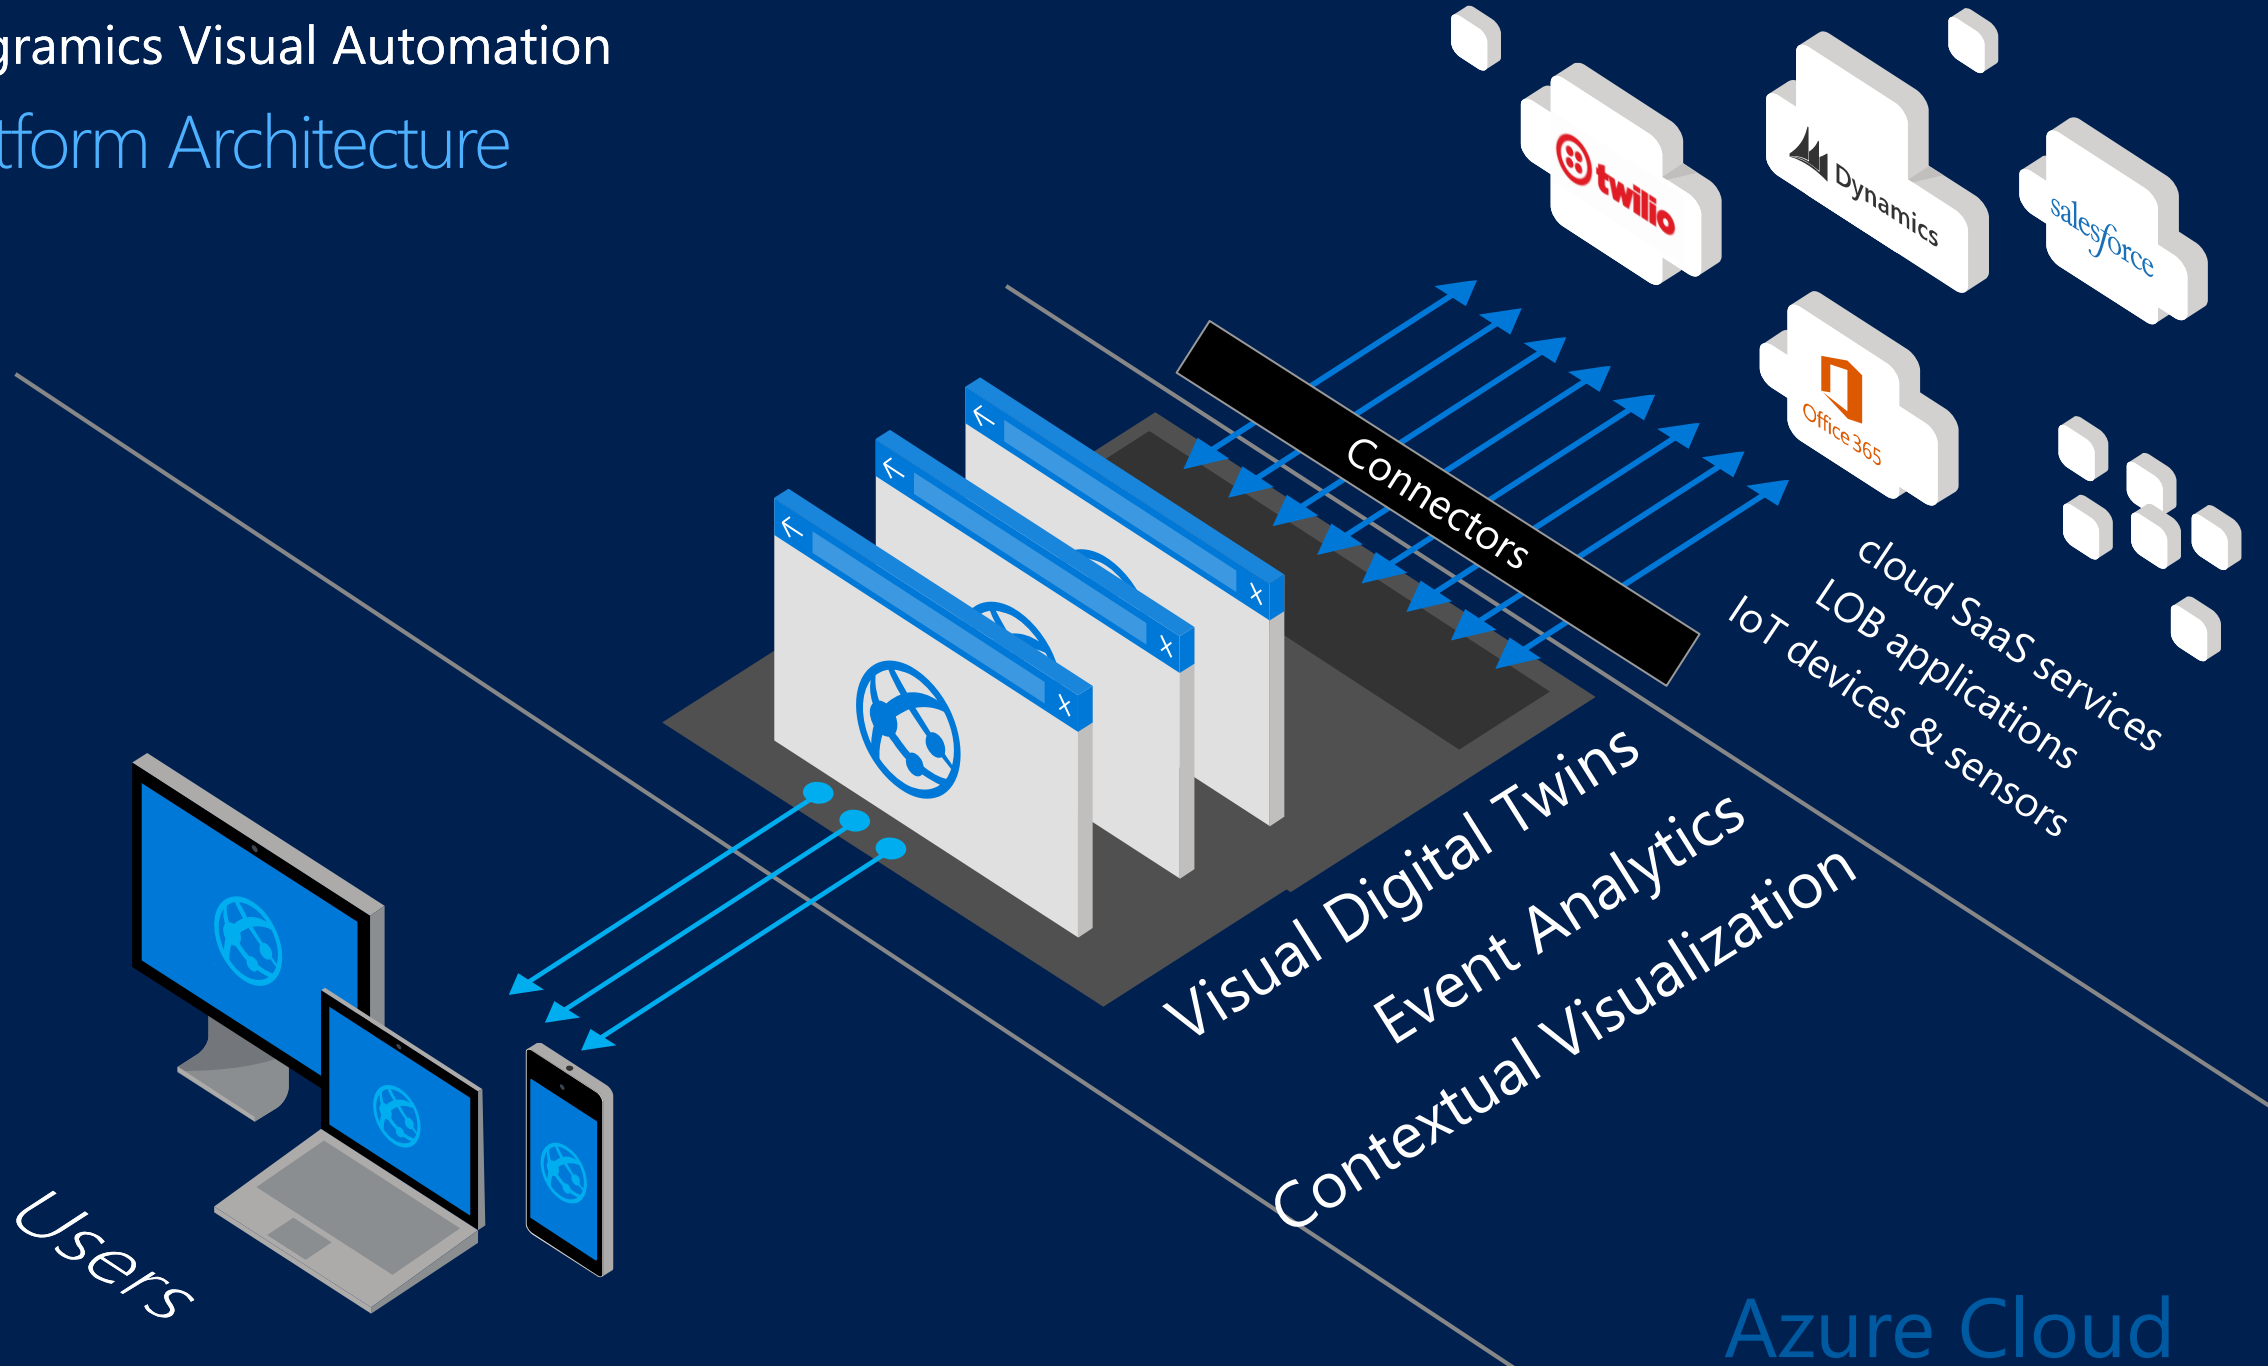 gramics Visual Automation
tform Architecture
twilio
Dynamics
salesforce
Office 365
Connectors
cloud SaaS services
LOB applications
IoT devices & sensors
Visual Digital Twins
Event Analytics
Contextual Visualization
Users
Azure Cloud